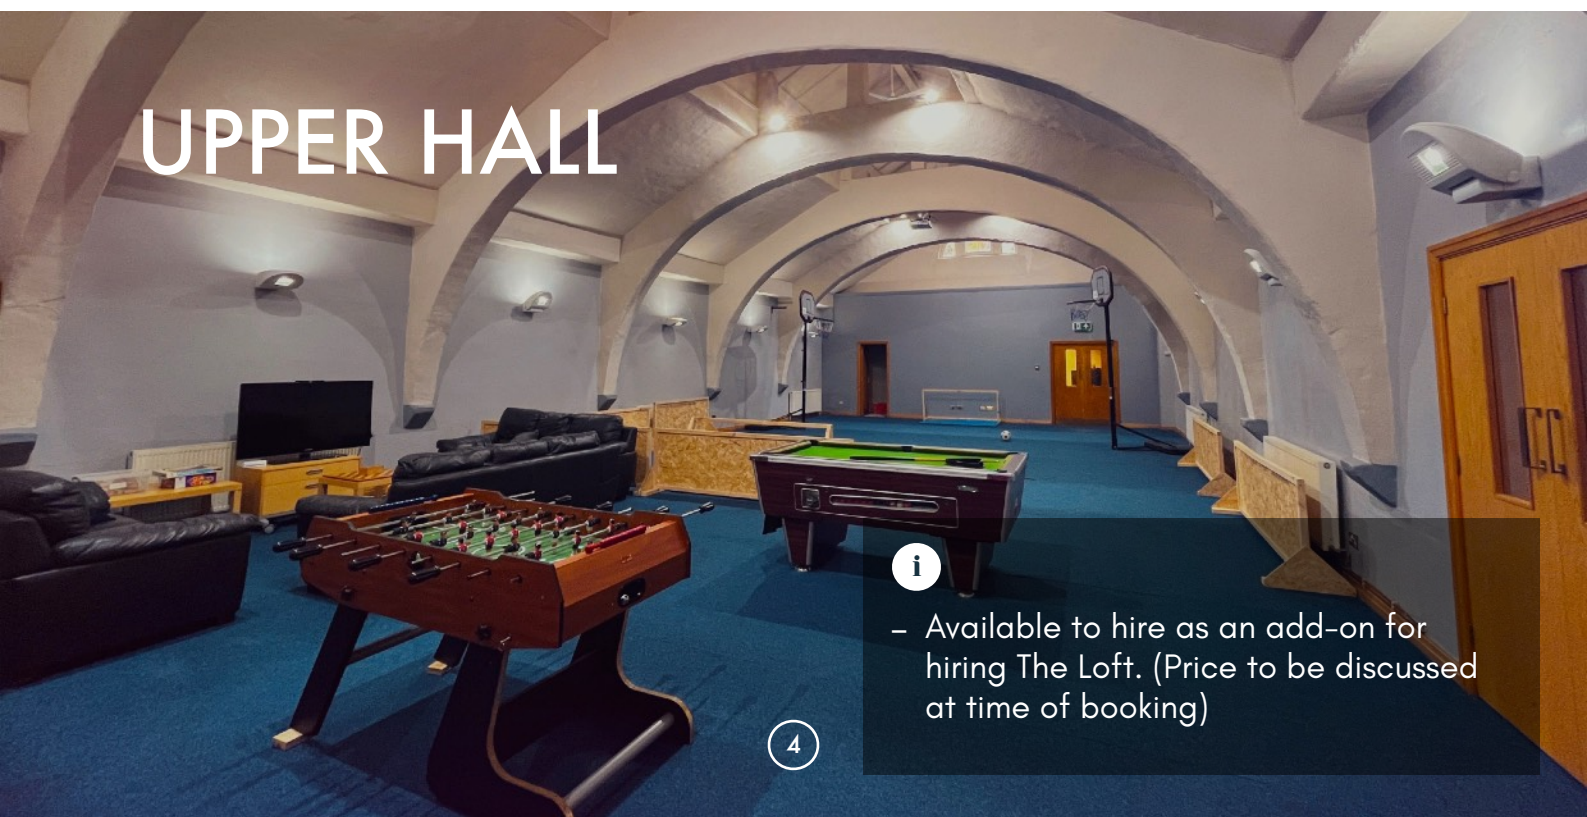 UPPER HALL
i
– Available to hire as an add-on for
hiring The Loft. (Price to be discussed
at time of booking)
4